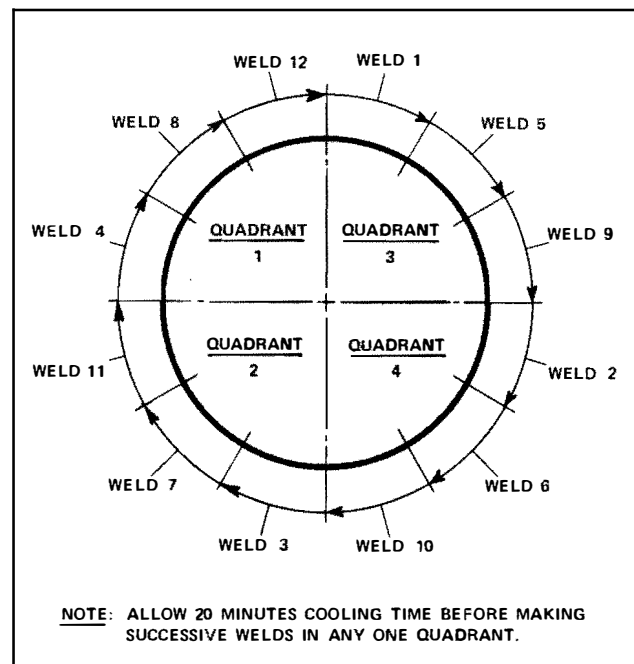 WELD 12
WELD 1
WELD 8
WELD 5
WELD 4
QUADRANT
1
QUADRANT
3
WELD 9
QUADRANT
2
QUADRANT
4
WELD 11
WELD 2
WELD 7
WELD 6
WELD 3
WELD 10
NOTE: ALLOW 20 MINUTES COOLING TIME BEFORE MAKING
SUCCESSIVE WELDS IN ANY ONE QUADRANT.